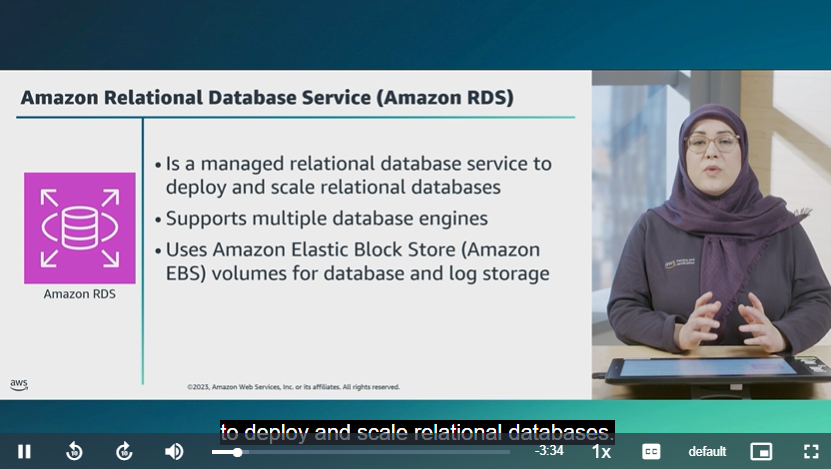 Amazon Relational Database Service (Amazon RDS)
• Is a managed relational database service to
deploy and scale relational databases
• Supports multiple database engines
• Uses Amazon Elastic Block Store (Amazon
EBS) volumes for database and log storage
Amazon RDS
aws
aws
©2023, Amazon Web Services, Inc. or its affiliates. All rights reserved.
to deploy and scale relational databases.
10
10
-3:34
1x
CC
default